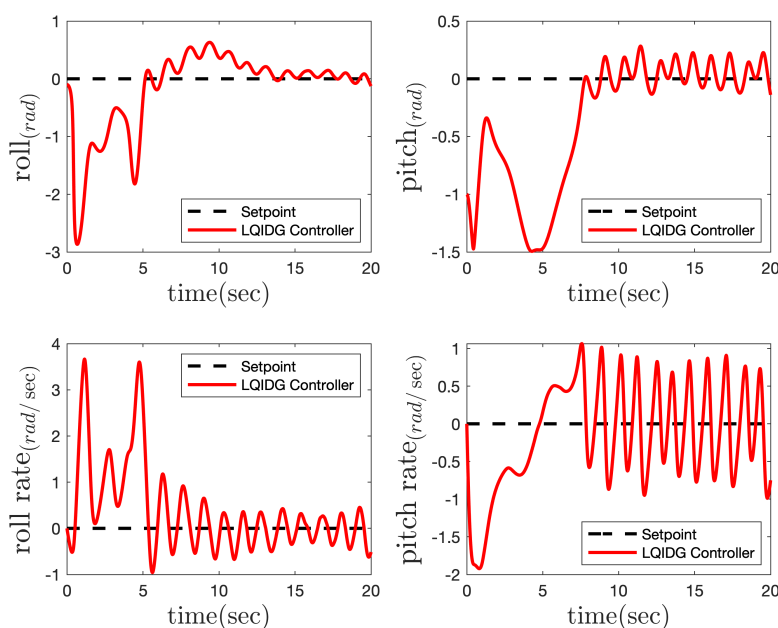 1
0
-1
-2
-3
roll(rad)
Setpoint
LQIDG Controller
0 5 10 15 20
time(sec)
0.5
0
-0.5
-1
-1.5
pitch(rad)
Setpoint
LQIDG Controller
0 5 10 15 20
time(sec)
4
3
2
1
0
-1
roll rate(rad/ sec)
Setpoint
LQIDG Controller
0 5 10 15 20
time(sec)
1
0.5
0
-0.5
-1
-1.5
-2
pitch rate(rad/ sec)
Setpoint
LQIDG Controller
0 5 10 15 20
time(sec)